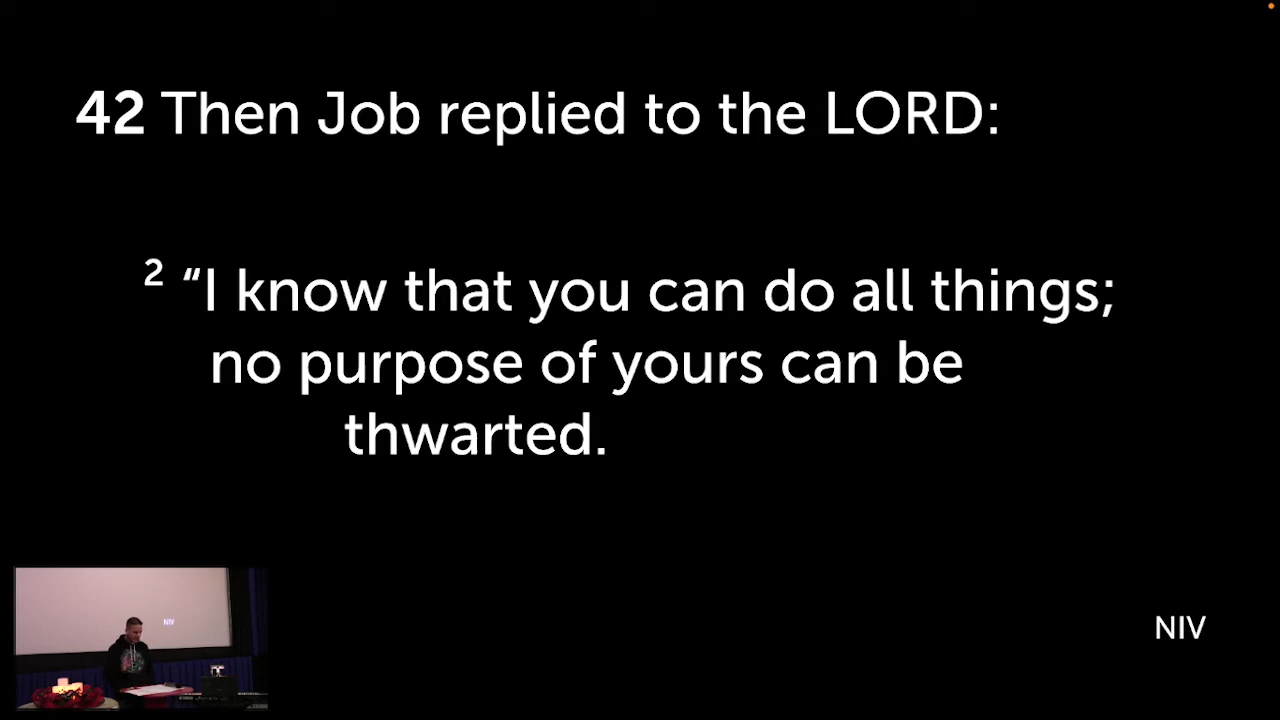 42 Then Job replied to the LORD:
2 “I know that you can do all things;
no purpose of yours can be
thwarted.
NIV
NIV